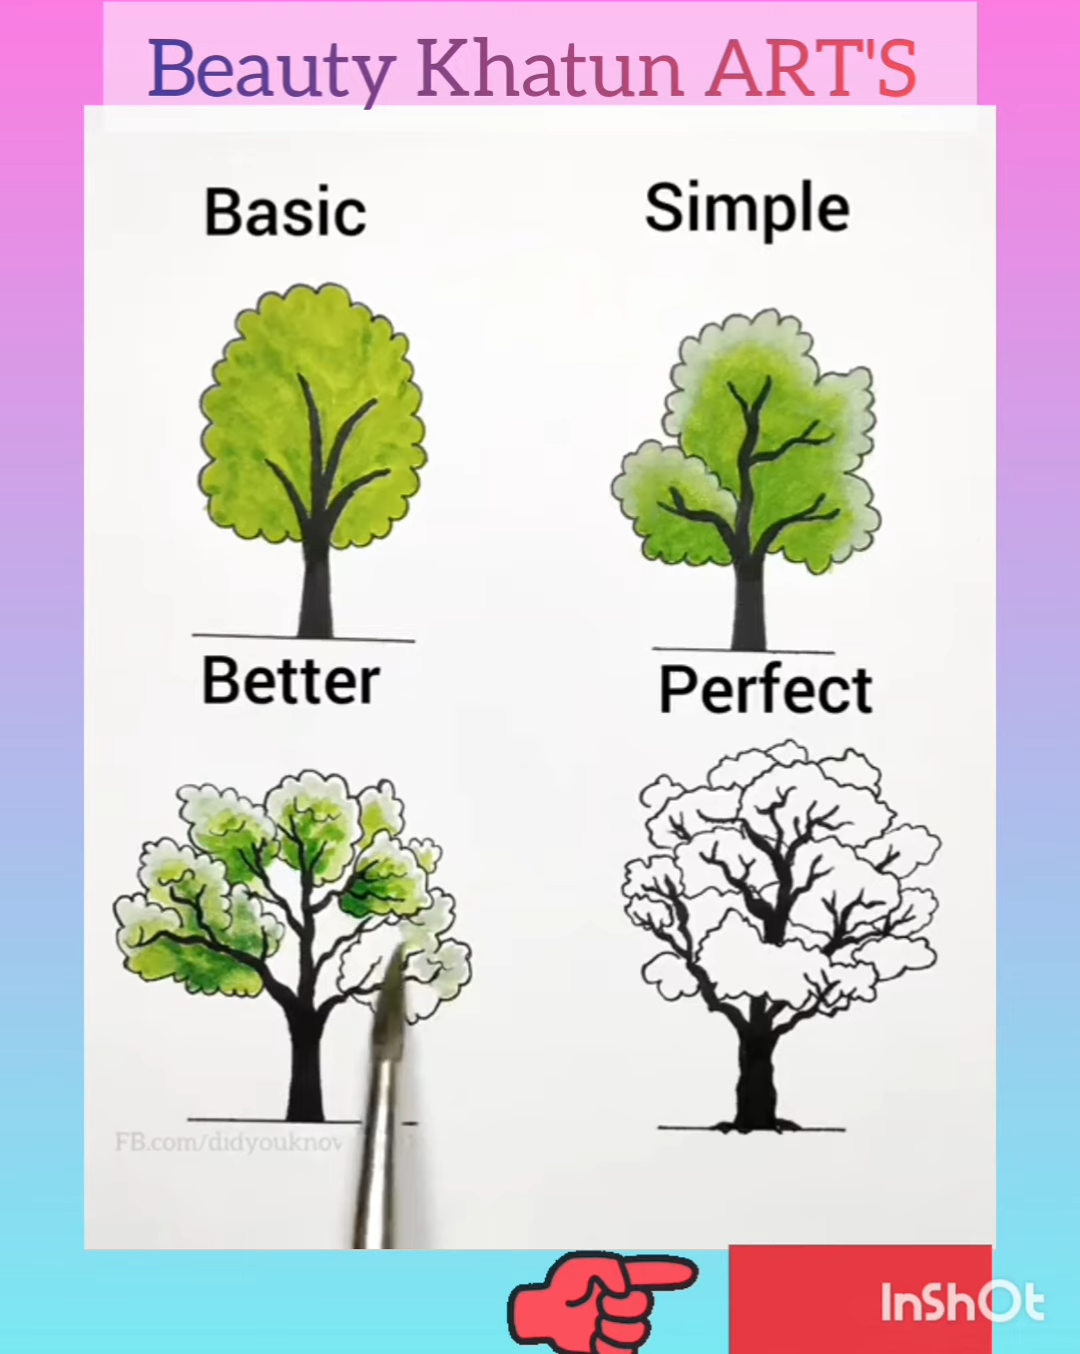 Beauty Khatun ART'S
Basic
Simple
Better
Perfect
FB.com/didyouknov
InShOt